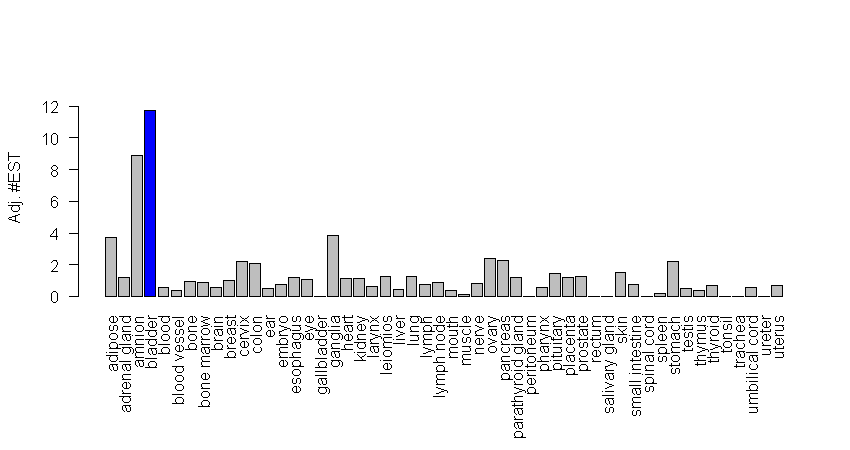 Adj. #EST
12
10
8
6
4
2
0
adipose
adrenal gland
amnion
bladder
blood
blood vessel
bone
bone marrow
brain
breast
cervix
colon
ear
embryo
esophagus
eye
gallbladder
ganglia
heart
kidney
larynx
leiomios
liver
lung
lymph
lymph node
mouth
muscle
nerve
ovary
pancreas
parathyroid gland
peritoneum
pharynx
pituitary
placenta
prostate
rectum
salivary gland
skin
small intestine
spinal cord
spleen
stomach
testis
thymus
thyroid
tonsil
trachea
umbilical cord
ureter
uterus